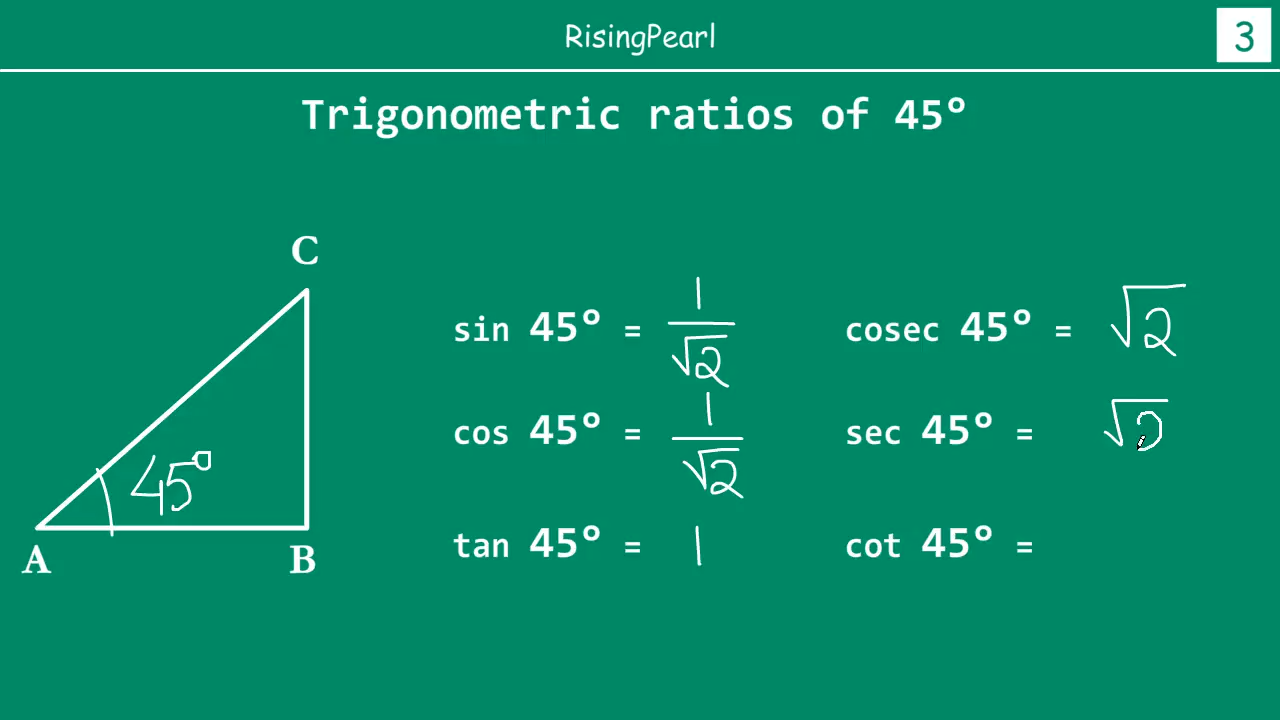 RisingPearl
3
Trigonometric ratios of 45°
C
sin 45° = 1/√2
cosec 45° = √2
cos 45° = 1/√2
sec 45° = √2
45°
tan 45° = 1
cot 45° =
A
B